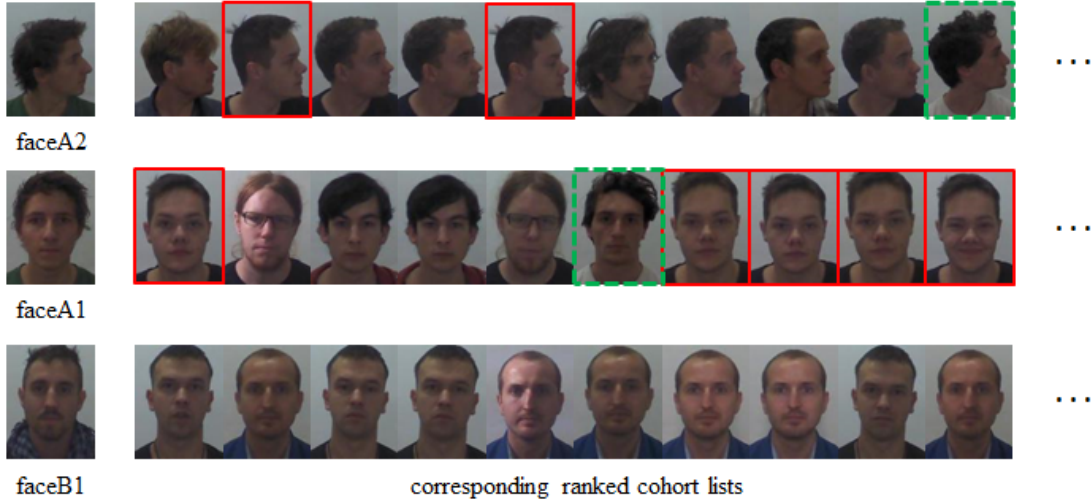 ...
faceA2
...
faceA1
...
faceB1 corresponding ranked cohort lists